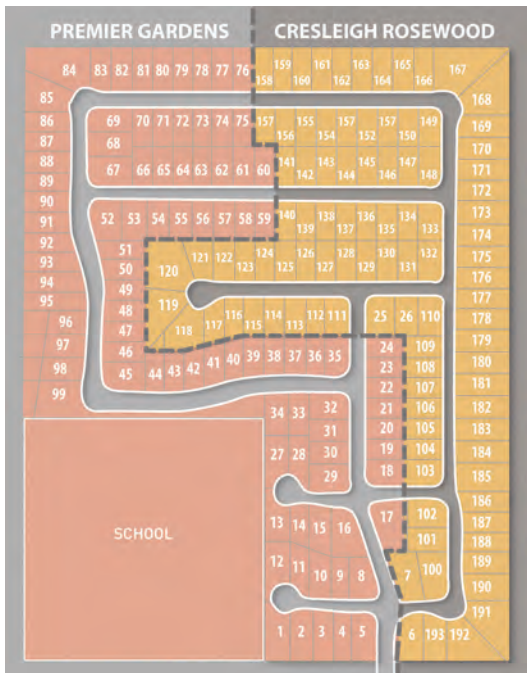 PREMIER GARDENS CRESLEIGH ROSEWOOD
84 83 82 81 80 79 78 77 76 158 159 160 161 162 163 164 165 166 167
85 168
86 69 70 71 72 73 74 75 157 156 155 154 157 152 157 150 149 169
87 68 170
88 67 66 65 64 63 62 61 60 141 142 143 144 145 146 147 148 171
89 172
90 173
91 52 53 54 55 56 57 58 59 140 139 138 137 136 135 134 133 174
92 51 120 121 122 123 124 125 126 127 128 129 130 131 132 175
93 50 176
94 49 119 177
95 48 118 117 116 115 114 113 112 111 25 26 110 178
96 47 179
97 46 45 44 43 42 41 40 39 38 37 36 35 24 109 180
98 23 108 181
99 22 107 182
34 33 32 21 106 183
31 20 105 184
27 28 30 19 104 185
29 18 103 186
13 14 15 16 17 102 187
SCHOOL 101 188
12 11 10 9 8 7 100 189
190
191
1 2 3 4 5 6 193 192